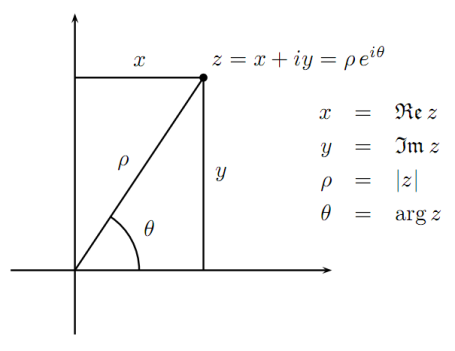 x
z = x + iy = ρ e^{iθ}
x = ℜe z
y = ℑm z
ρ = |z|
θ = arg z
ρ
y
θ